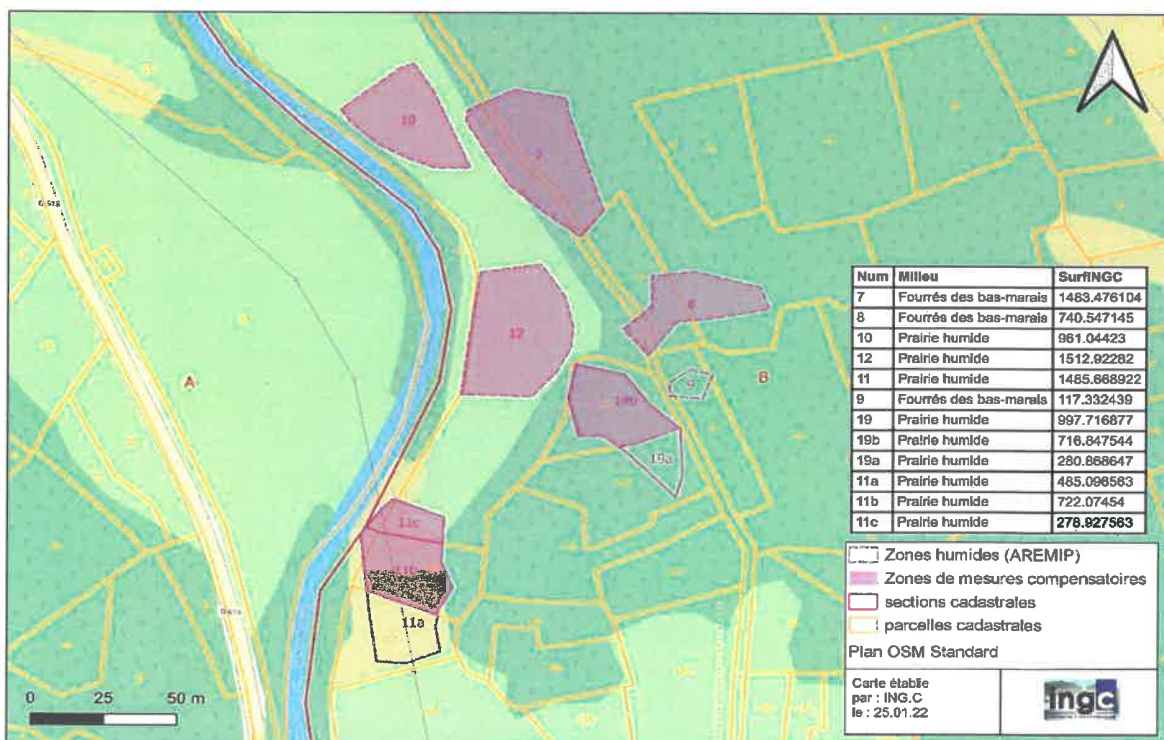 10
7
D 618
Num Milieu SurfINGC
7 Fourrés des bas-marais 1483.476104
8 Fourrés des bas-marais 740.547145
10 Prairie humide 961.04423
12 Prairie humide 1512.92282
11 Prairie humide 1485.668922
9 Fourrés des bas-marais 117.332439
19 Prairie humide 997.716877
19b Prairie humide 716.847544
19a Prairie humide 280.868647
11a Prairie humide 485.096563
11b Prairie humide 722.07454
11c Prairie humide 278.927563
8
12
A
9
B
19b
19a
11c
11b
11a
Zones humides (AREMIP)
Zones de mesures compensatoires
sections cadastrales
parcelles cadastrales
Plan OSM Standard
Carte établie
par : ING.C
le : 25.01.22
ingc
0 25 50 m